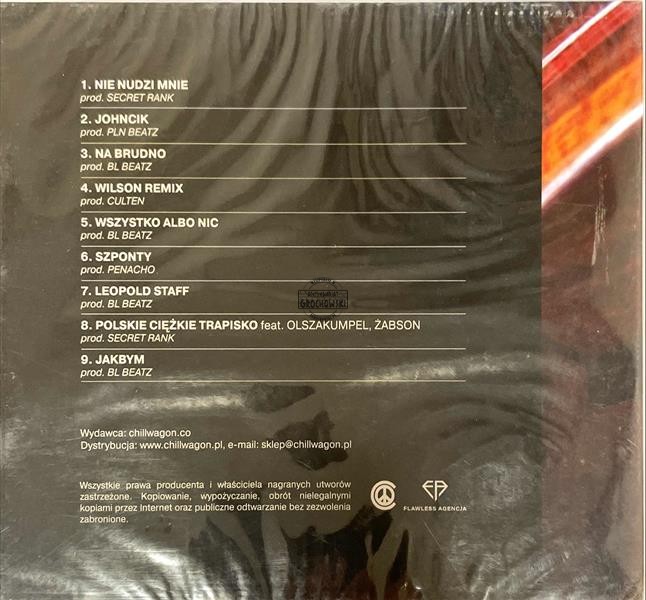 1. NIE NUDZI MNIE
prod. SECRET RANK
2. JOHNCIK
prod. PLN BEATZ
3. NA BRUDNO
prod. BL BEATZ
4. WILSON REMIX
prod. CULTEN
5. WSZYSTKO ALBO NIC
prod. BL BEATZ
6. SZPONTY
prod. PENACHO
7. LEOPOLD STAFF
prod. BL BEATZ
GROCHOWSKI
8. POLSKIE CIĘŻKIE TRAPISKO feat. OLSZAKUMPEL, ŻABSON
prod. SECRET RANK
9. JAKBYM
prod. BL BEATZ
Wydawca: chillwagon.co
Dystrybucja: www.chillwagon.pl, e-mail: sklep@chillwagon.pl
Wszystkie prawa producenta i właściciela nagranych utworów
zastrzeżone. Kopiowanie, wypożyczanie, obrót nielegalnymi
kopiami przez Internet oraz publiczne odtwarzanie bez zezwolenia
zabronione.
FLAWLESS AGENCJA